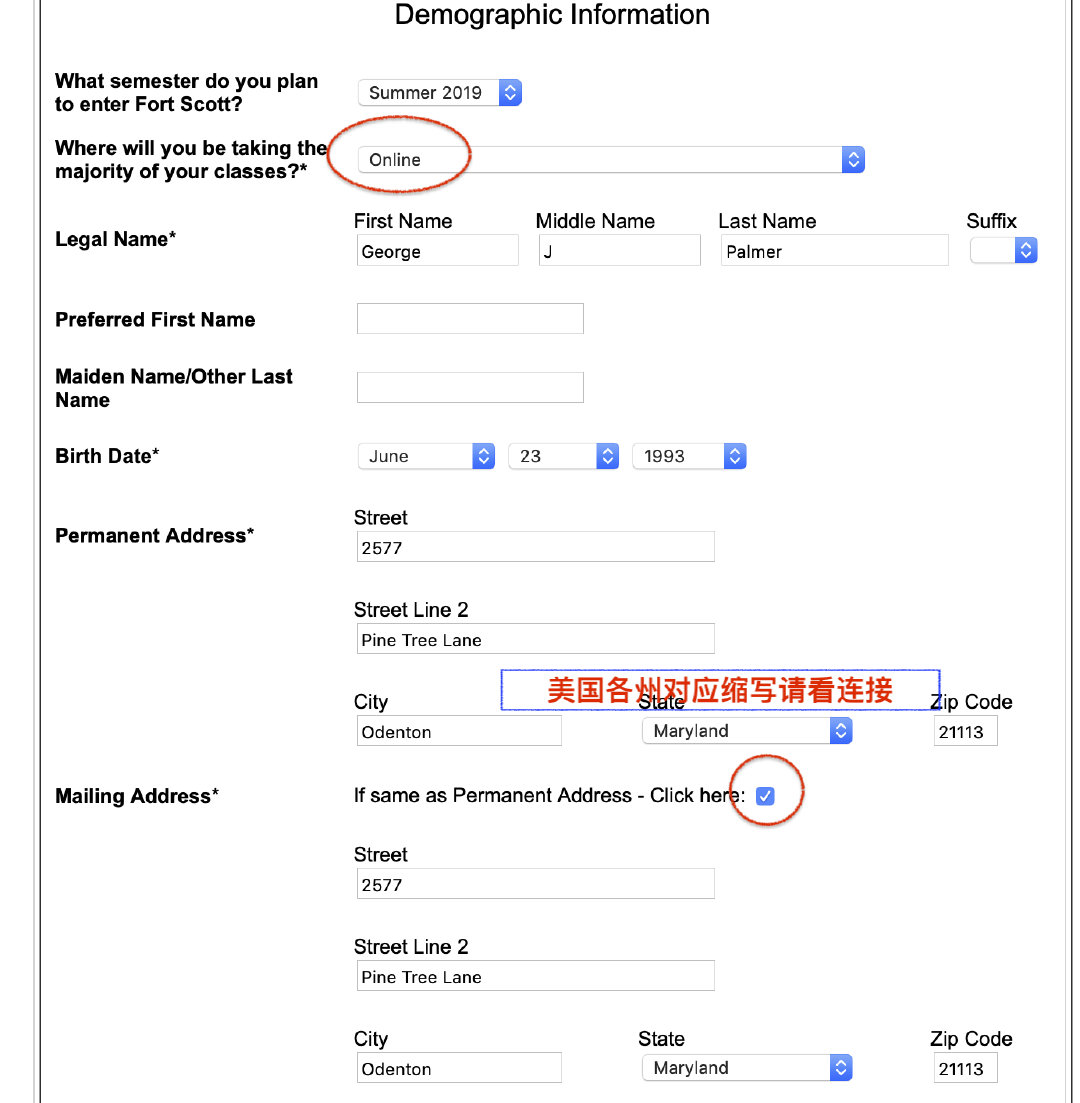 Demographic Information
What semester do you plan
to enter Fort Scott?
Summer 2019
Where will you be taking the
majority of your classes?*
Online
Legal Name*
First Name Middle Name Last Name Suffix
George J Palmer
Preferred First Name
Maiden Name/Other Last
Name
Birth Date*
June 23 1993
Permanent Address*
Street
2577
Street Line 2
Pine Tree Lane
美国各州对应缩写请看连接
City State Zip Code
Odenton Maryland 21113
Mailing Address*
If same as Permanent Address - Click here:
Street
2577
Street Line 2
Pine Tree Lane
City State Zip Code
Odenton Maryland 21113